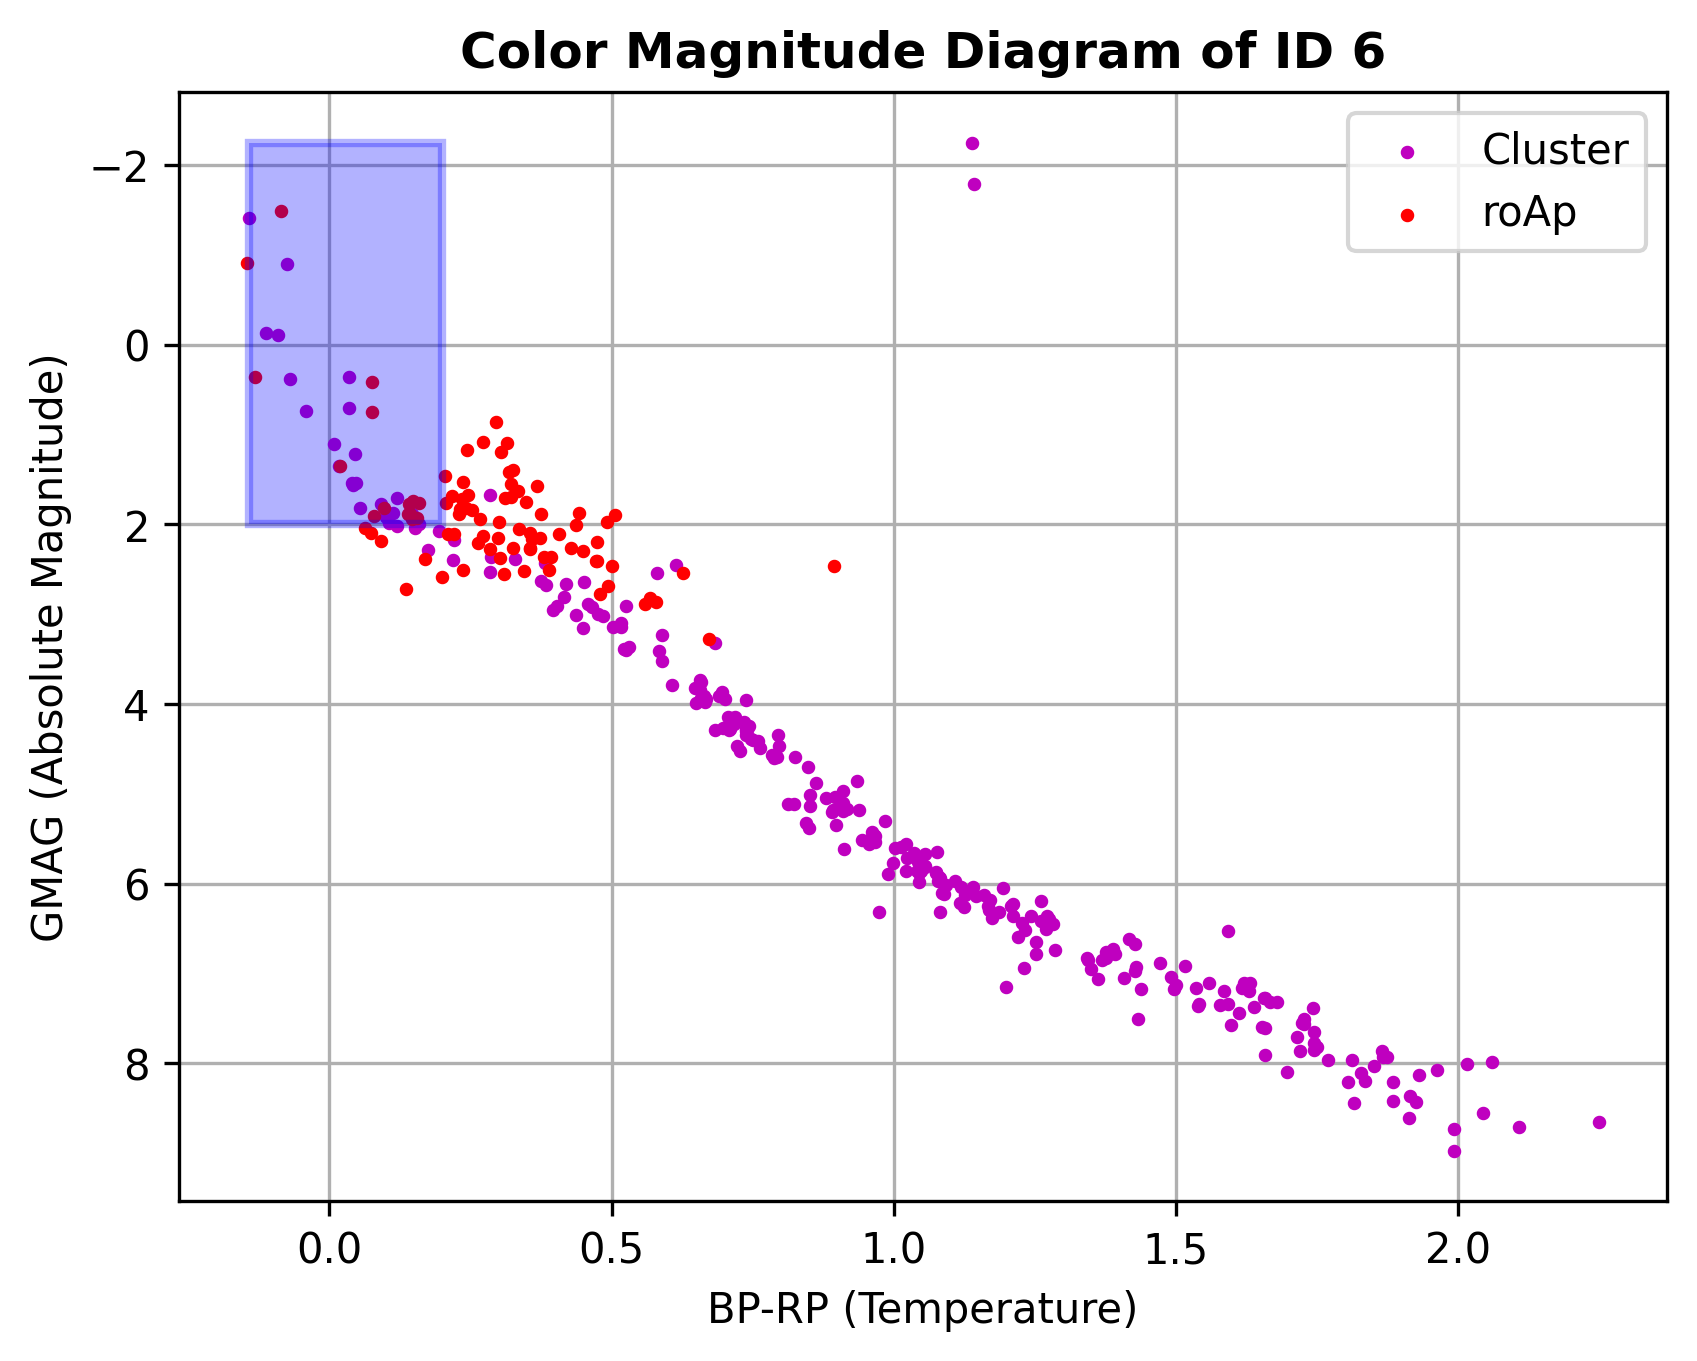 Color Magnitude Diagram of ID 6
Cluster
roAp
−2
0
2
4
6
8
GMAG (Absolute Magnitude)
0.0 0.5 1.0 1.5 2.0
BP-RP (Temperature)